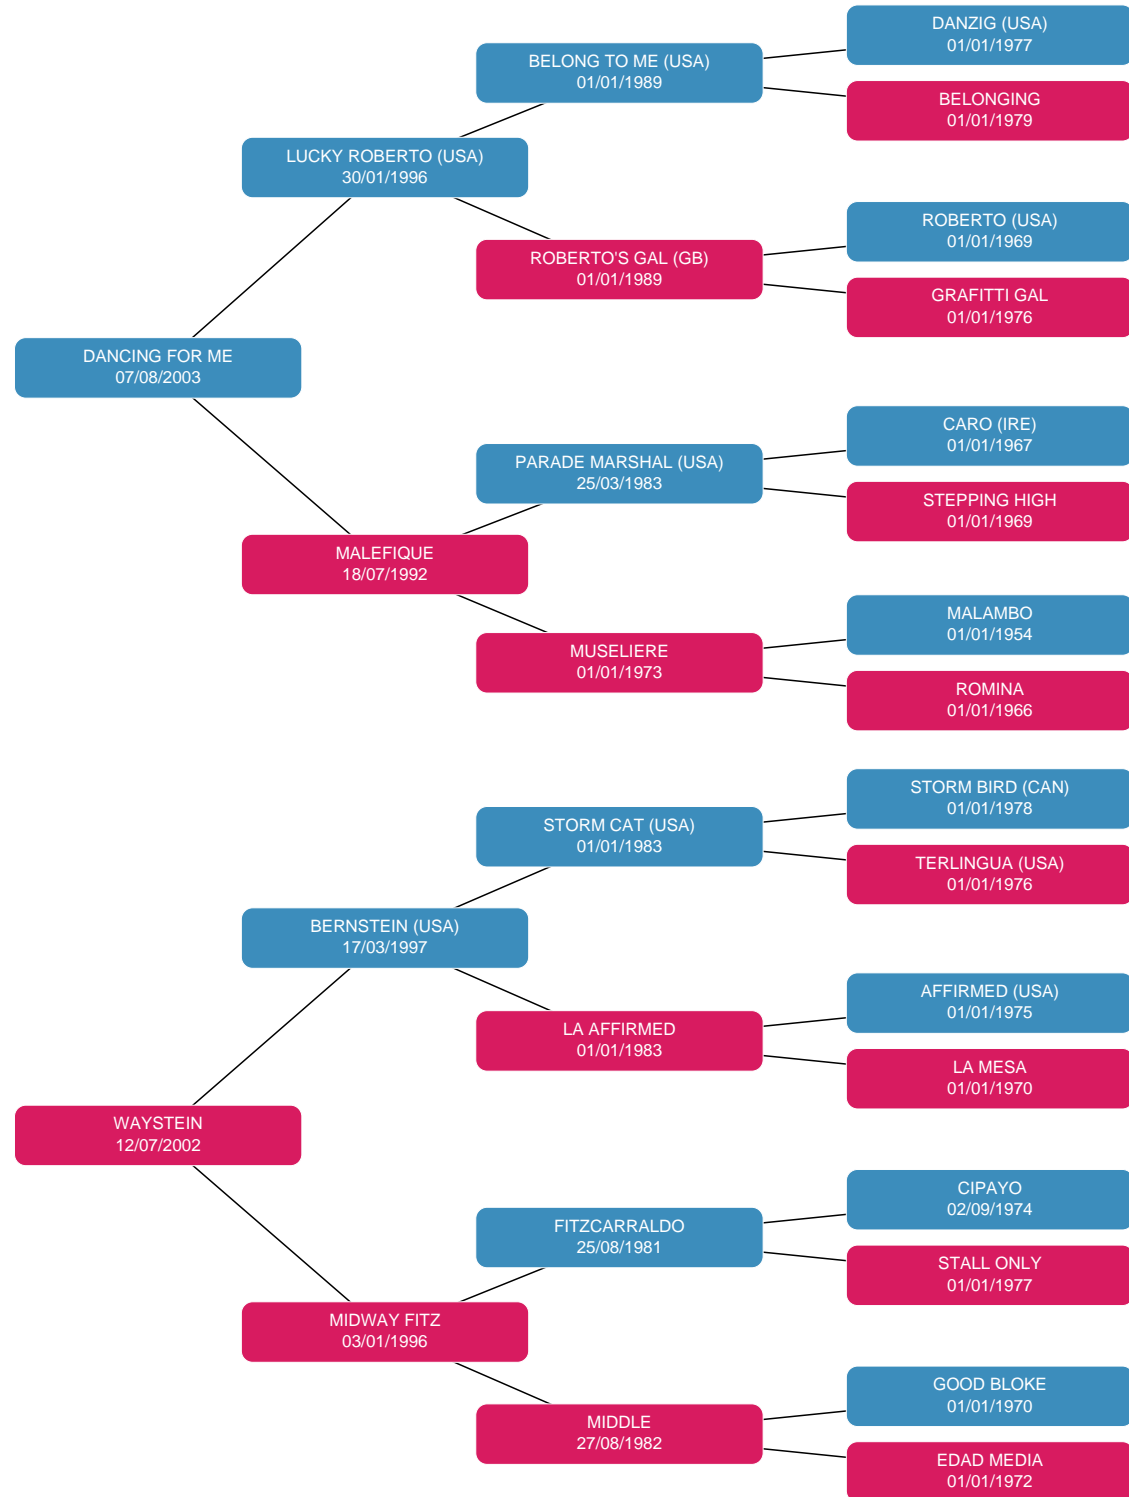 DANZIG (USA)
01/01/1977
BELONG TO ME (USA)
01/01/1989
BELONGING
01/01/1979
LUCKY ROBERTO (USA)
30/01/1996
ROBERTO (USA)
01/01/1969
ROBERTO'S GAL (GB)
01/01/1989
GRAFITTI GAL
01/01/1976
DANCING FOR ME
07/08/2003
CARO (IRE)
01/01/1967
PARADE MARSHAL (USA)
25/03/1983
STEPPING HIGH
01/01/1969
MALEFIQUE
18/07/1992
MALAMBO
01/01/1954
MUSELIERE
01/01/1973
ROMINA
01/01/1966
STORM BIRD (CAN)
01/01/1978
STORM CAT (USA)
01/01/1983
TERLINGUA (USA)
01/01/1976
BERNSTEIN (USA)
17/03/1997
AFFIRMED (USA)
01/01/1975
LA AFFIRMED
01/01/1983
LA MESA
01/01/1970
WAYSTEIN
12/07/2002
CIPAYO
02/09/1974
FITZCARRALDO
25/08/1981
STALL ONLY
01/01/1977
MIDWAY FITZ
03/01/1996
GOOD BLOKE
01/01/1970
MIDDLE
27/08/1982
EDAD MEDIA
01/01/1972